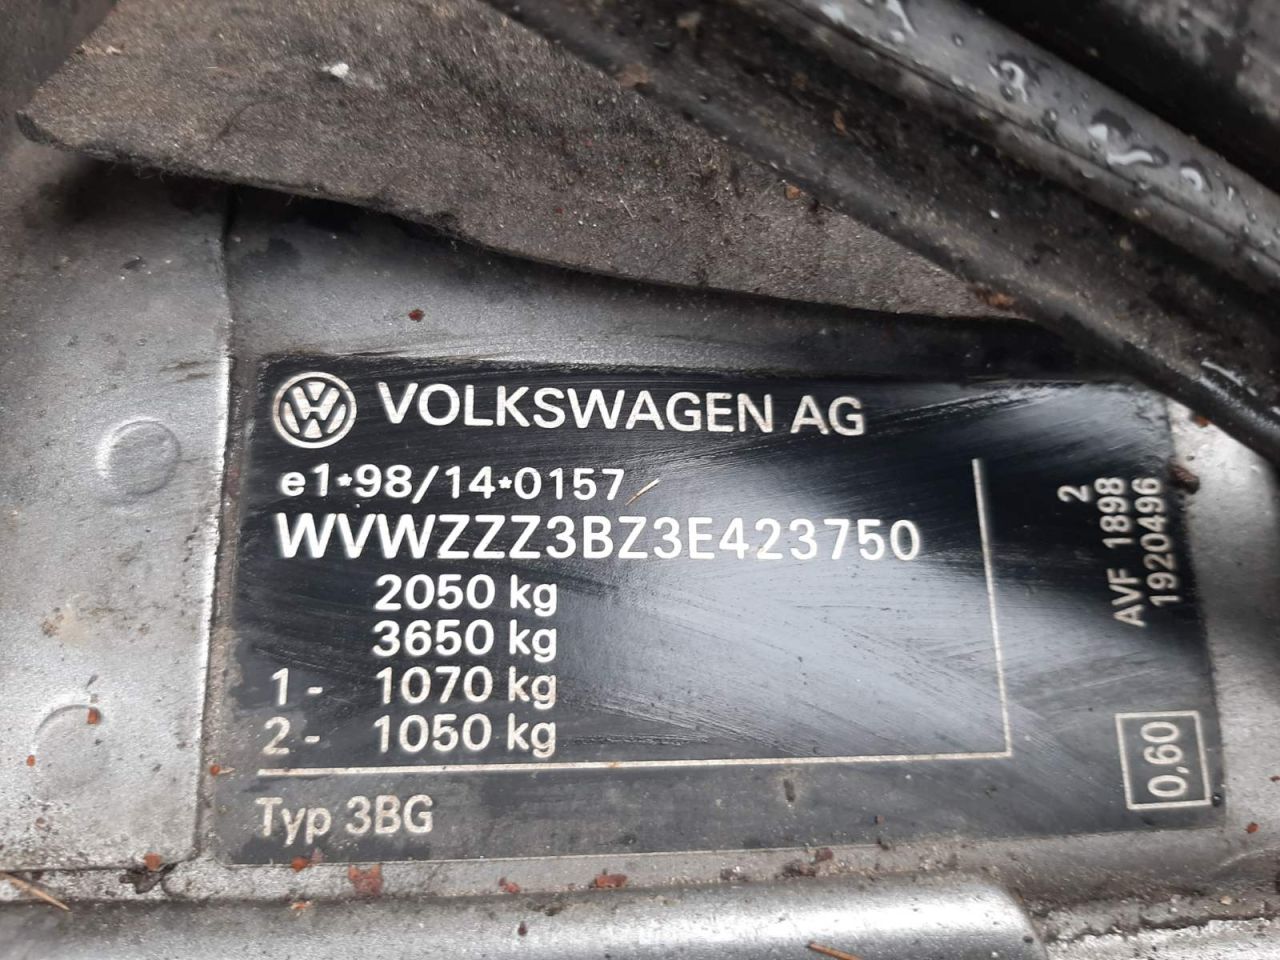 VOLKSWAGEN AG
e1*98/14*0157
WVWZZZ3BZ3E423750
2050 kg
3650 kg
1- 1070 kg
2- 1050 kg
Typ 3BG
2
AVF 1898
1920496
0,60